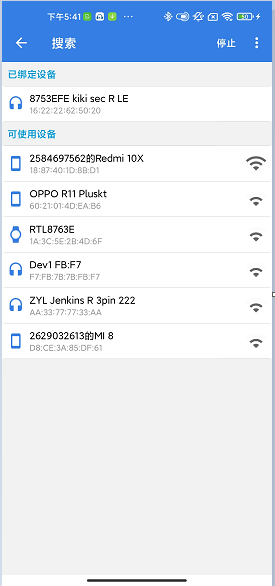 下午5:41
50
搜索
停止
已绑定设备
8753EFE kiki sec R LE
16:22:22:62:50:20
可使用设备
2584697562的Redmi 10X
18:87:40:1D:8B:D1
OPPO R11 Pluskt
60:21:01:4D:EA:B6
RTL8763E
1A:3C:5E:2B:4D:6F
Dev1 FB:F7
F7:FB:7B:7B:FB:F7
ZYL Jenkins R 3pin 222
AA:33:77:77:33:AA
2629032613的MI 8
D8:CE:3A:85:DF:61